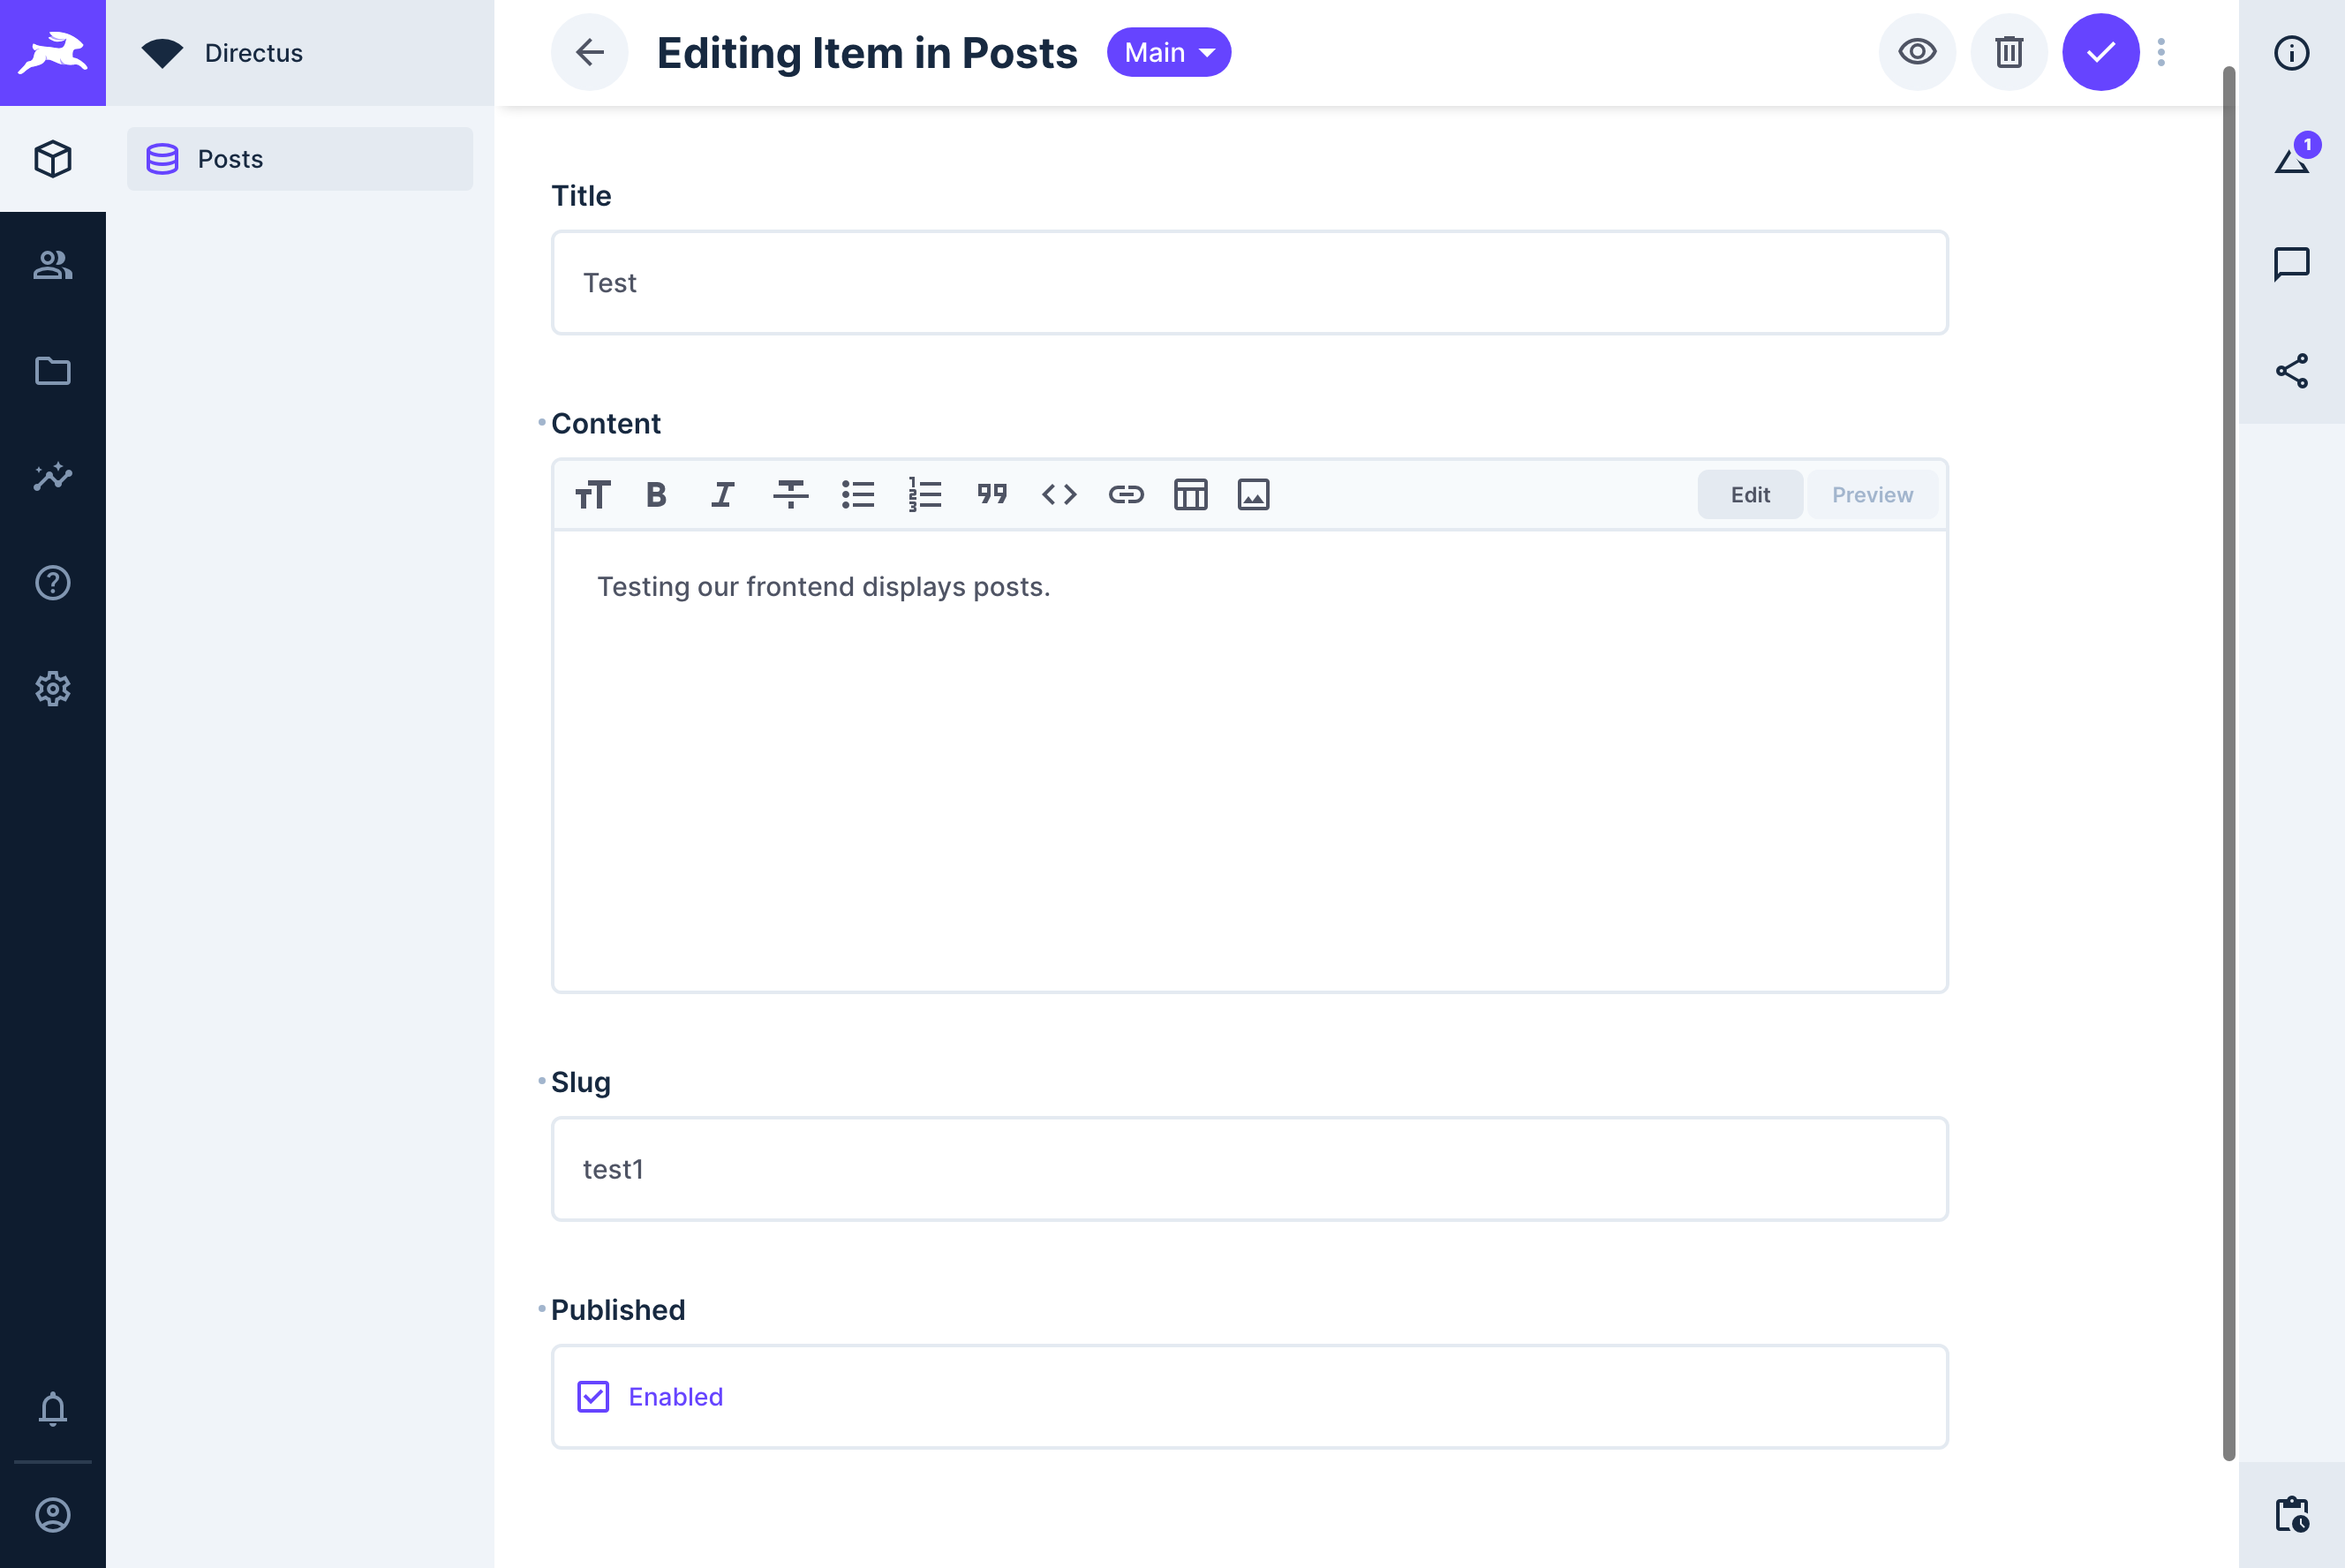 Directus
Editing Item in Posts
Main
1
Posts
Title
Test
Content
Edit
Preview
Testing our frontend displays posts.
Slug
test1
Published
Enabled